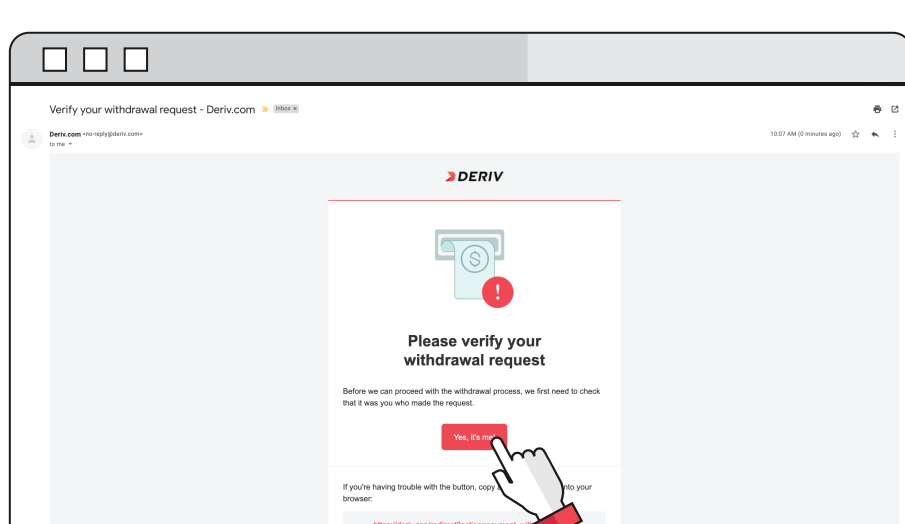 Verify your withdrawal request - Deriv.com Inbox ×
Deriv.com <no-reply@deriv.com>
10:07 AM (0 minutes ago)
to me
DERIV
Please verify your
withdrawal request
Before we can proceed with the withdrawal process, we first need to check
that it was you who made the request.
Yes, it's me
If you're having trouble with the button, copy into your
browser: